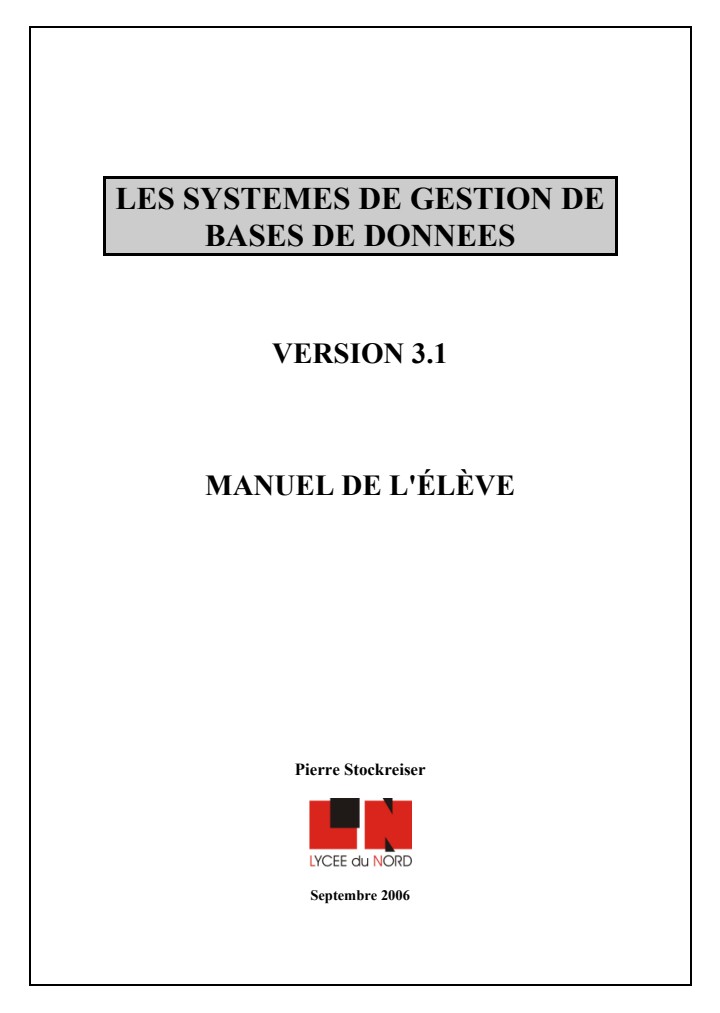 LES SYSTEMES DE GESTION DE
BASES DE DONNEES
VERSION 3.1
MANUEL DE L'ÉLÈVE
Pierre Stockreiser
LN
LYCEE du NORD
Septembre 2006